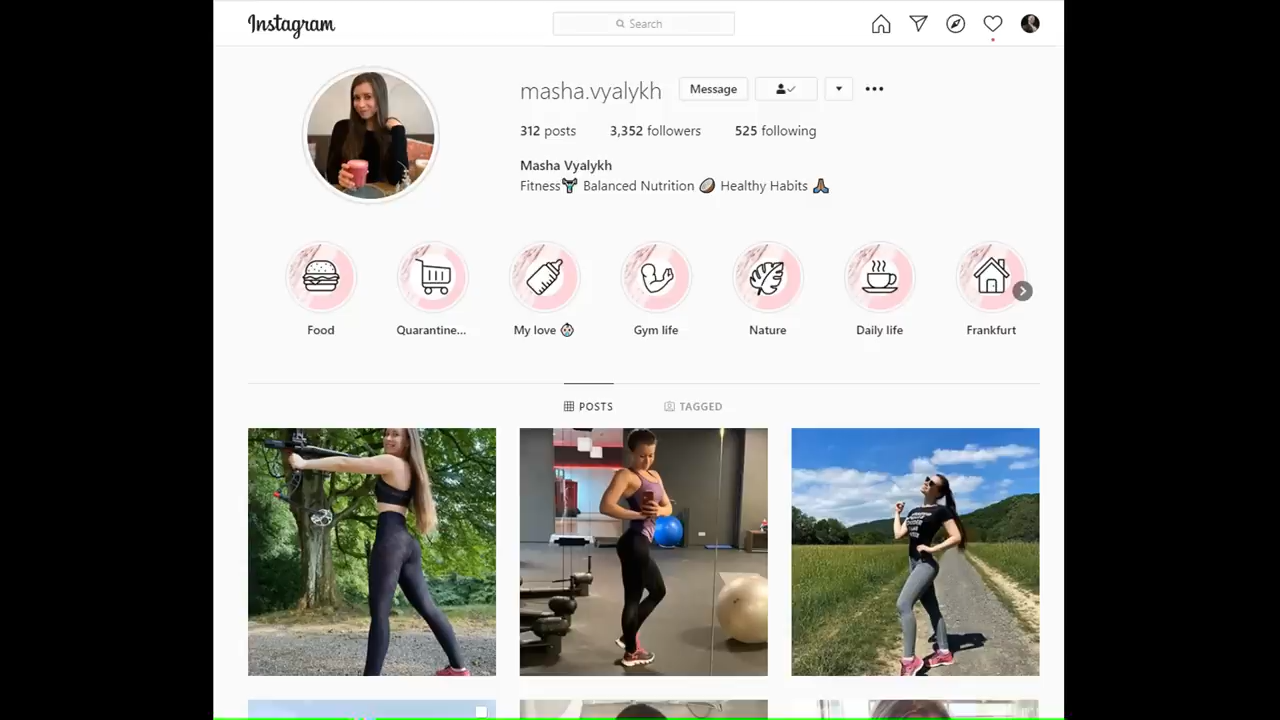 Instagram
Search
masha.vyalykh
Message
312 posts
3,352 followers
525 following
Masha Vyalykh
Fitness🏋️‍♀️ Balanced Nutrition 🥥 Healthy Habits 🙏🏽
Food
Quarantine...
My love 👶🏻
Gym life
Nature
Daily life
Frankfurt
POSTS
TAGGED